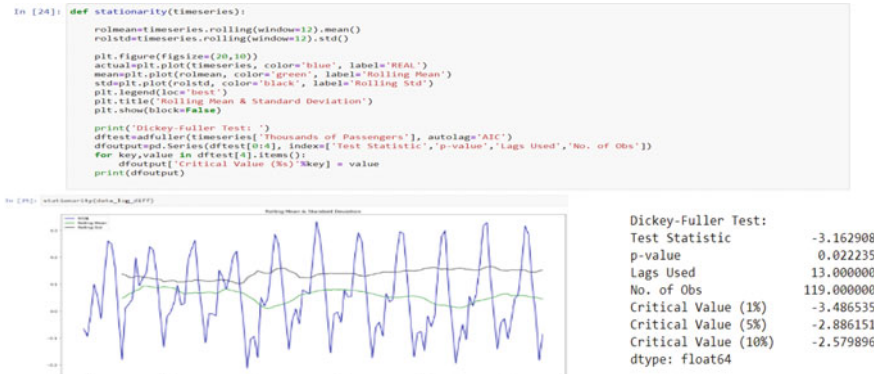 In [24]: def stationarity(timeseries):
rolmean=timeseries.rolling(window=12).mean()
rolstd=timeseries.rolling(window=12).std()
plt.figure(figsize=(20,10))
actual=plt.plot(timeseries, color='blue', label='REAL')
mean=plt.plot(rolmean, color='green', label='Rolling Mean')
std=plt.plot(rolstd, color='black', label='Rolling Std')
plt.legend(loc='best')
plt.title('Rolling Mean & Standard Deviation')
plt.show(block=False)
print('Dickey-Fuller Test: ')
dftest=adfuller(timeseries['Thousands of Passengers'], autolag='AIC')
dfoutput=pd.Series(dftest[0:4], index=['Test Statistic','p-value','Lags Used','No. of Obs'])
for key,value in dftest[4].items():
dfoutput['Critical Value (%s)'%key] = value
print(dfoutput)
stationarity(data_log_diff)
Rolling Mean & Standard Deviation
Rolling Mean
Rolling Std
Dickey-Fuller Test:
Test Statistic -3.162908
p-value 0.022235
Lags Used 13.000000
No. of Obs 119.000000
Critical Value (1%) -3.486535
Critical Value (5%) -2.886151
Critical Value (10%) -2.579896
dtype: float64